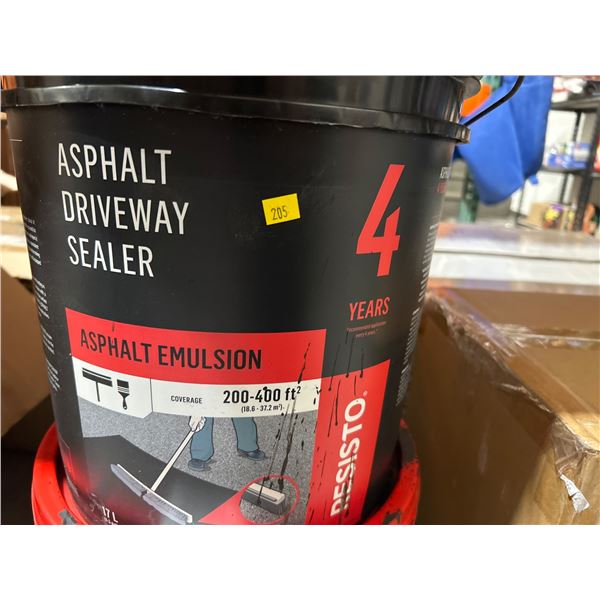 ASPHALT
DRIVEWAY
SEALER
205
4
YEARS
ASPHALT EMULSION
COVERAGE 200-400 ft²
(18.6 - 37.2 m²)
RESISTO®
17 L